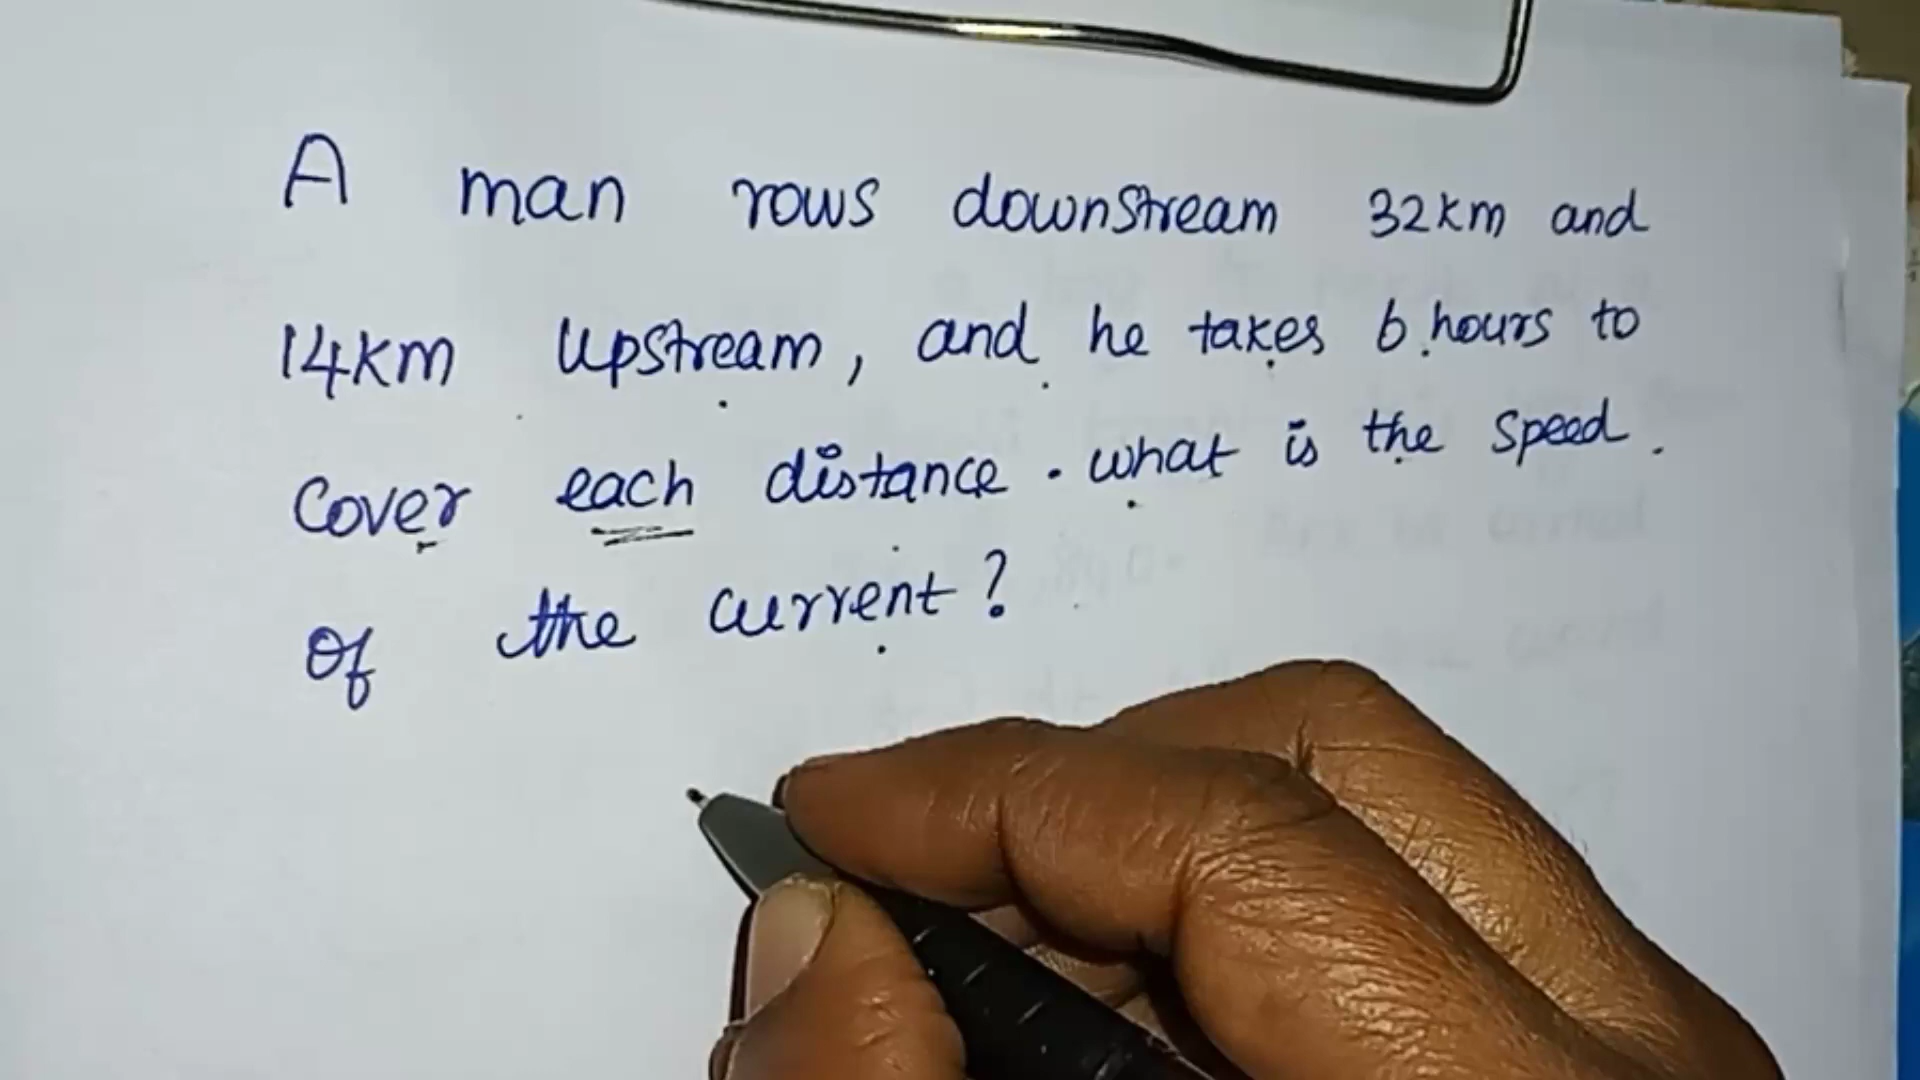 A man rows downstream 32km and
14km upstream, and he takes 6 hours to
cover each distance. what is the speed
of the current?